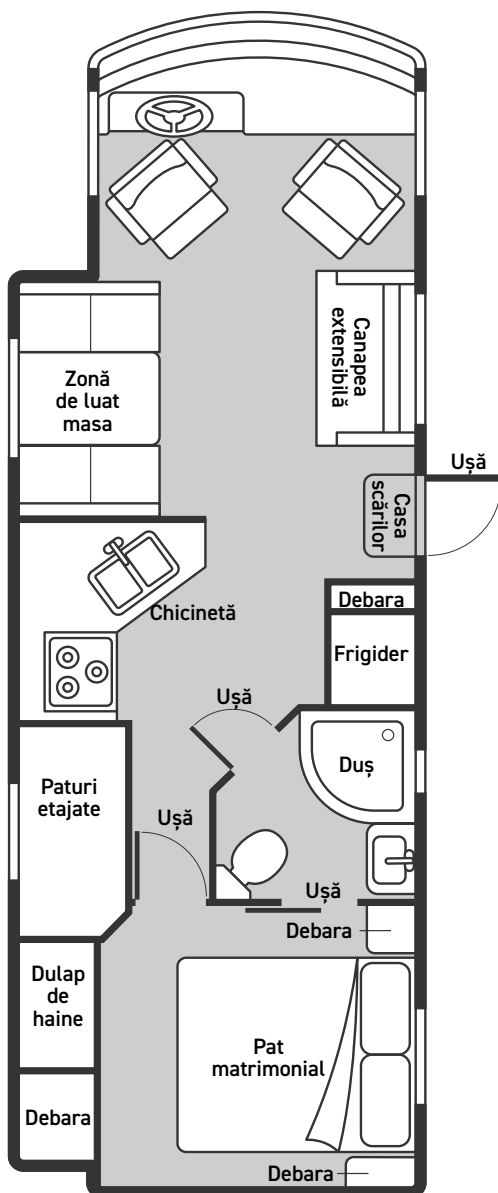 Zonă
de luat
masa
Canapea
extensibilă
Ușă
Casa
scărilor
Debara
Chicinetă
Frigider
Ușă
Duș
Paturi
etajate
Ușă
Ușă
Debara
Dulap
de
haine
Pat
matrimonial
Debara
Debara